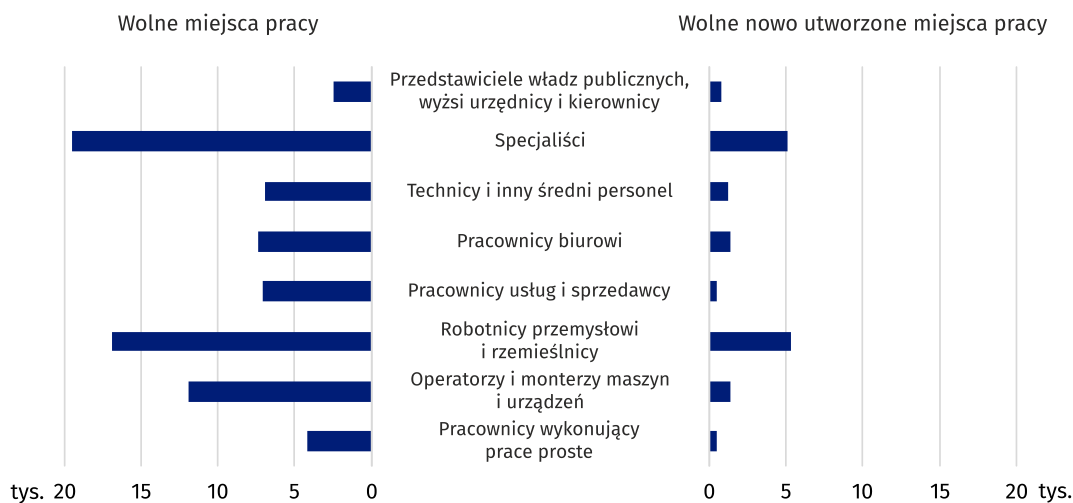 Wolne miejsca pracy
Wolne nowo utworzone miejsca pracy
Przedstawiciele władz publicznych,
wyżsi urzędnicy i kierownicy
Specjaliści
Technicy i inny średni personel
Pracownicy biurowi
Pracownicy usług i sprzedawcy
Robotnicy przemysłowi
i rzemieślnicy
Operatorzy i monterzy maszyn
i urządzeń
Pracownicy wykonujący
prace proste
tys. 20 15 10 5 0
0 5 10 15 20 tys.